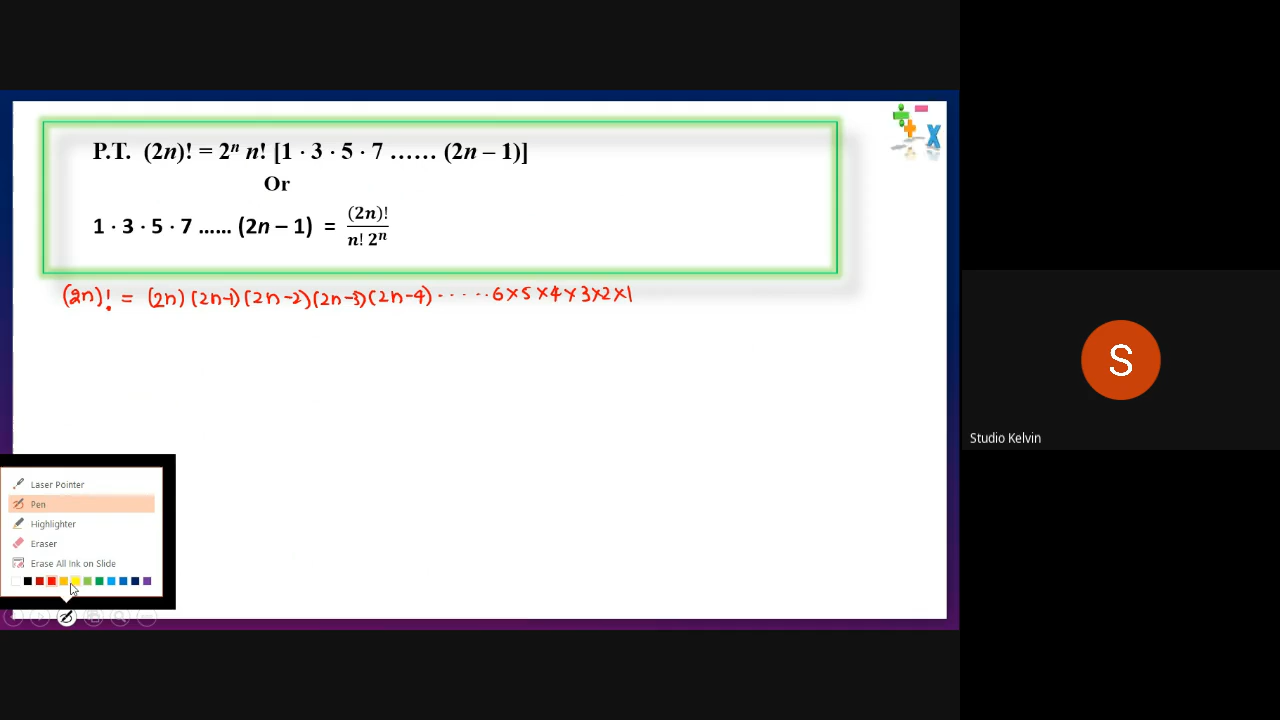 P.T. (2n)! = 2ⁿ n! [1 · 3 · 5 · 7 …… (2n – 1)]
Or
1 · 3 · 5 · 7 …… (2n – 1) = (2n)! / n! 2ⁿ
(2n)! = (2n) (2n-1) (2n-2) (2n-3) (2n-4) · · · · · 6×5×4×3×2×1
S
Studio Kelvin
Laser Pointer
Pen
Highlighter
Eraser
Erase All Ink on Slide